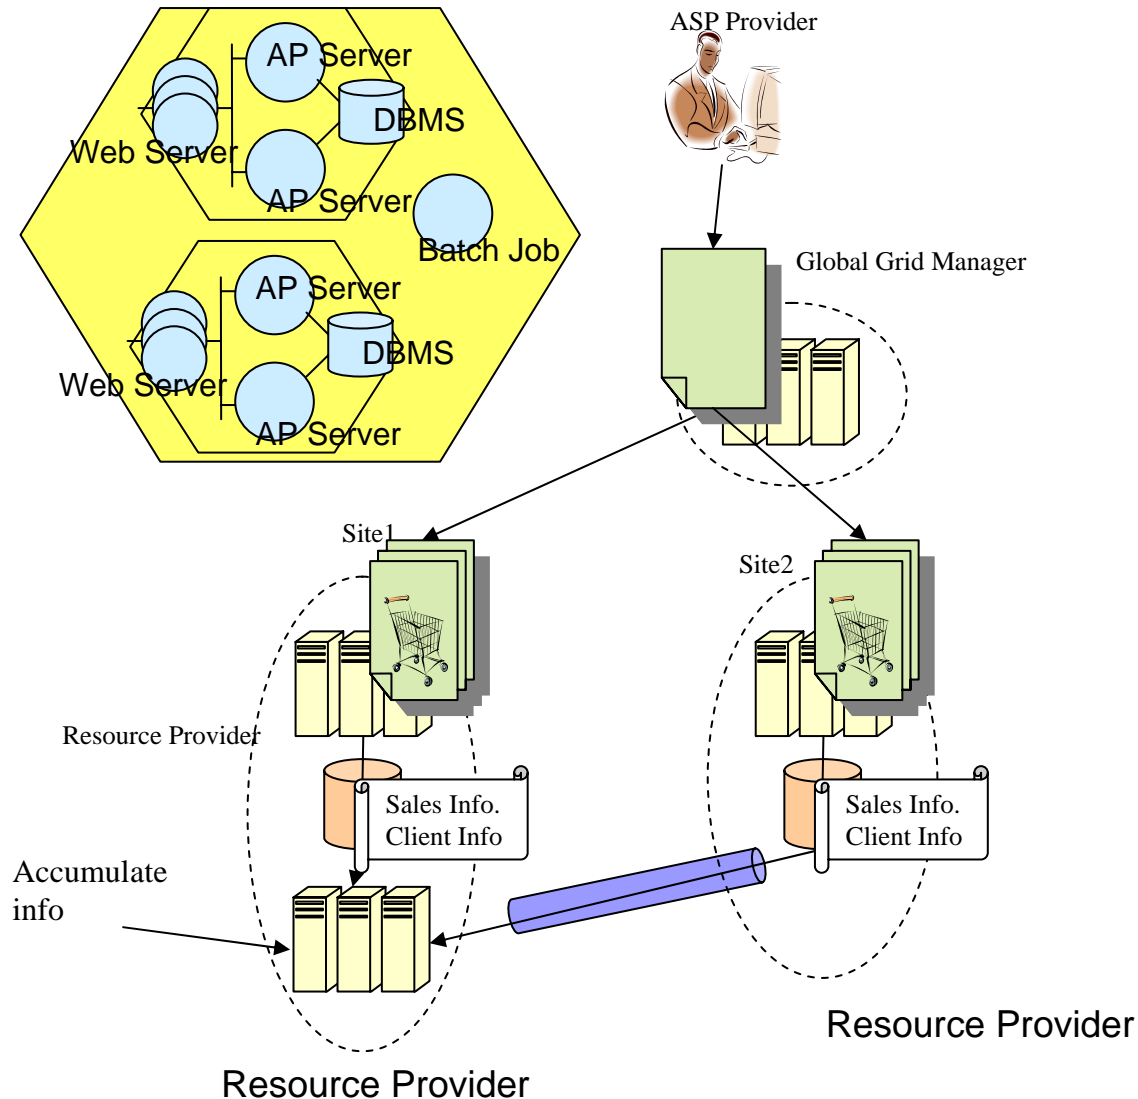 ASP Provider
AP Server
DBMS
Web Server
AP Server
Batch Job
Global Grid Manager
AP Server
DBMS
Web Server
AP Server
Site1
Site2
Resource Provider
Sales Info.
Client Info
Sales Info.
Client Info
Accumulate
info
Resource Provider
Resource Provider